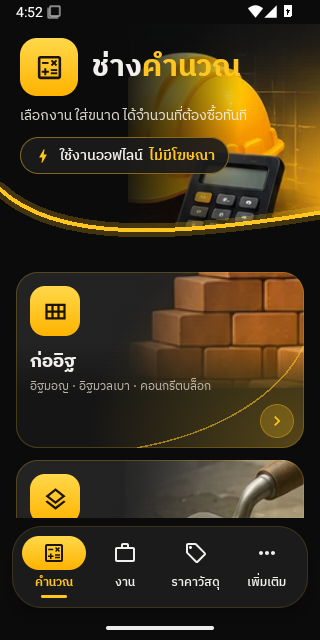 4:52
ช่างคำนวณ
เลือกงาน ใส่ขนาด ได้จำนวนที่ต้องซื้อทันที
ใช้งานออฟไลน์ ไม่มีโฆษณา
ก่ออิฐ
อิฐมอญ · อิฐมวลเบา · คอนกรีตบล็อก
คำนวณ
งาน
ราคาวัสดุ
เพิ่มเติม